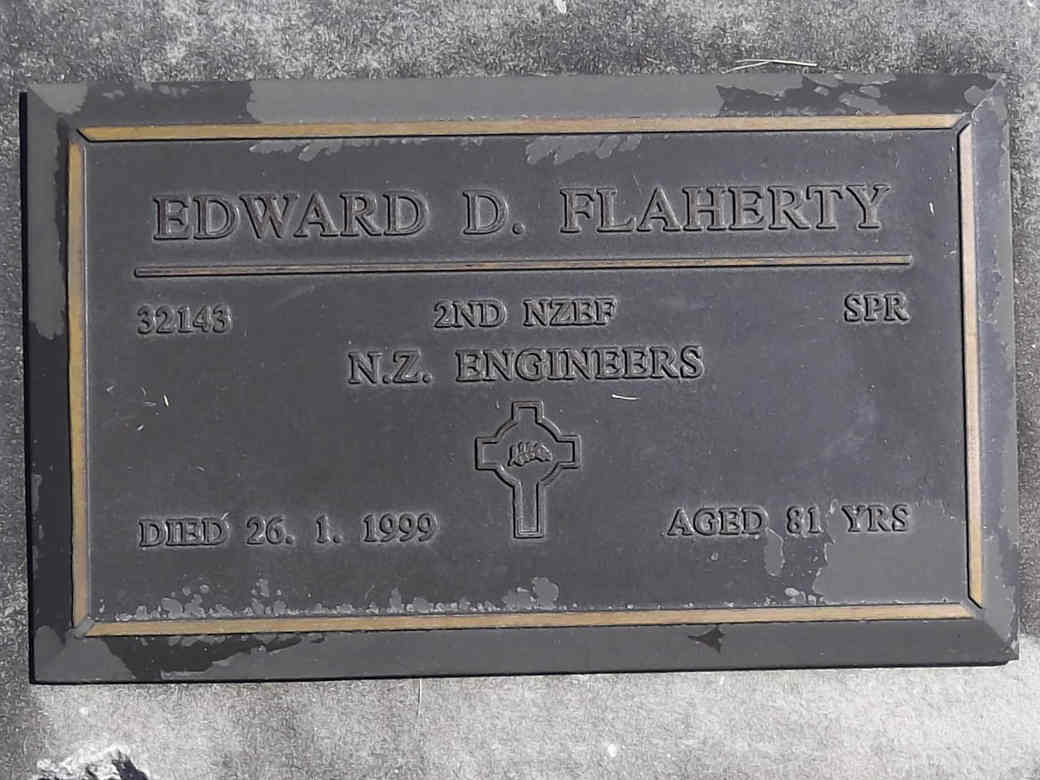 EDWARD D. FLAHERTY
32143 2ND NZEF SPR
N.Z. ENGINEERS
DIED 26. 1. 1999 AGED 81 YRS